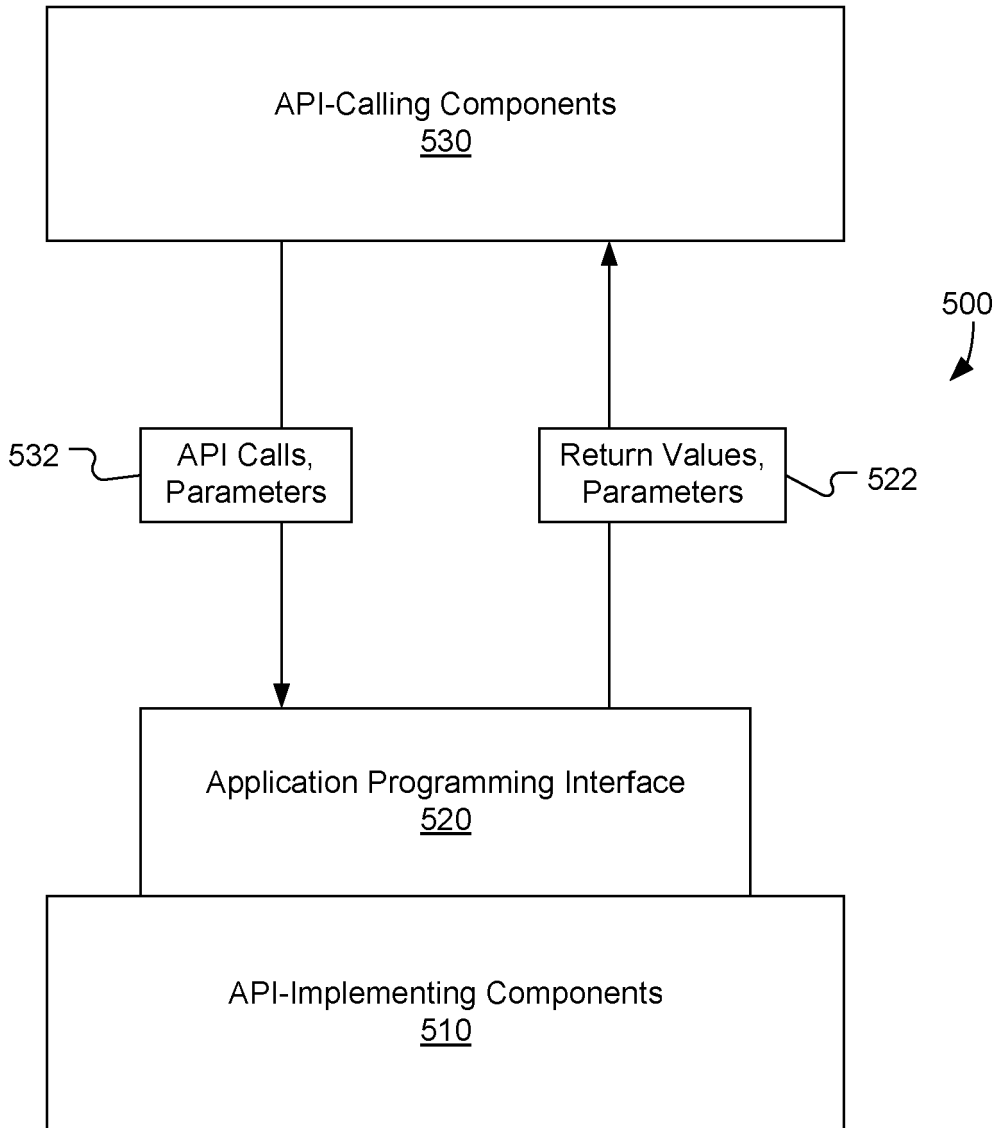 API-Calling Components
530
500
532
API Calls,
Parameters
Return Values,
Parameters
522
Application Programming Interface
520
API-Implementing Components
510